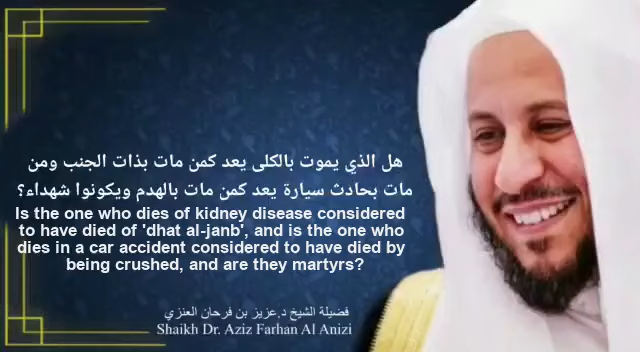 هل الذي يموت بالكلى يعد كمن مات بذات الجنب ومن
مات بحادث سيارة يعد كمن مات بالهدم ويكونوا شهداء؟
Is the one who dies of kidney disease considered
to have died of 'dhat al-janb', and is the one who
dies in a car accident considered to have died by
being crushed, and are they martyrs?
فضيلة الشيخ د.عزيز بن فرحان العنزي
Shaikh Dr. Aziz Farhan Al Anizi